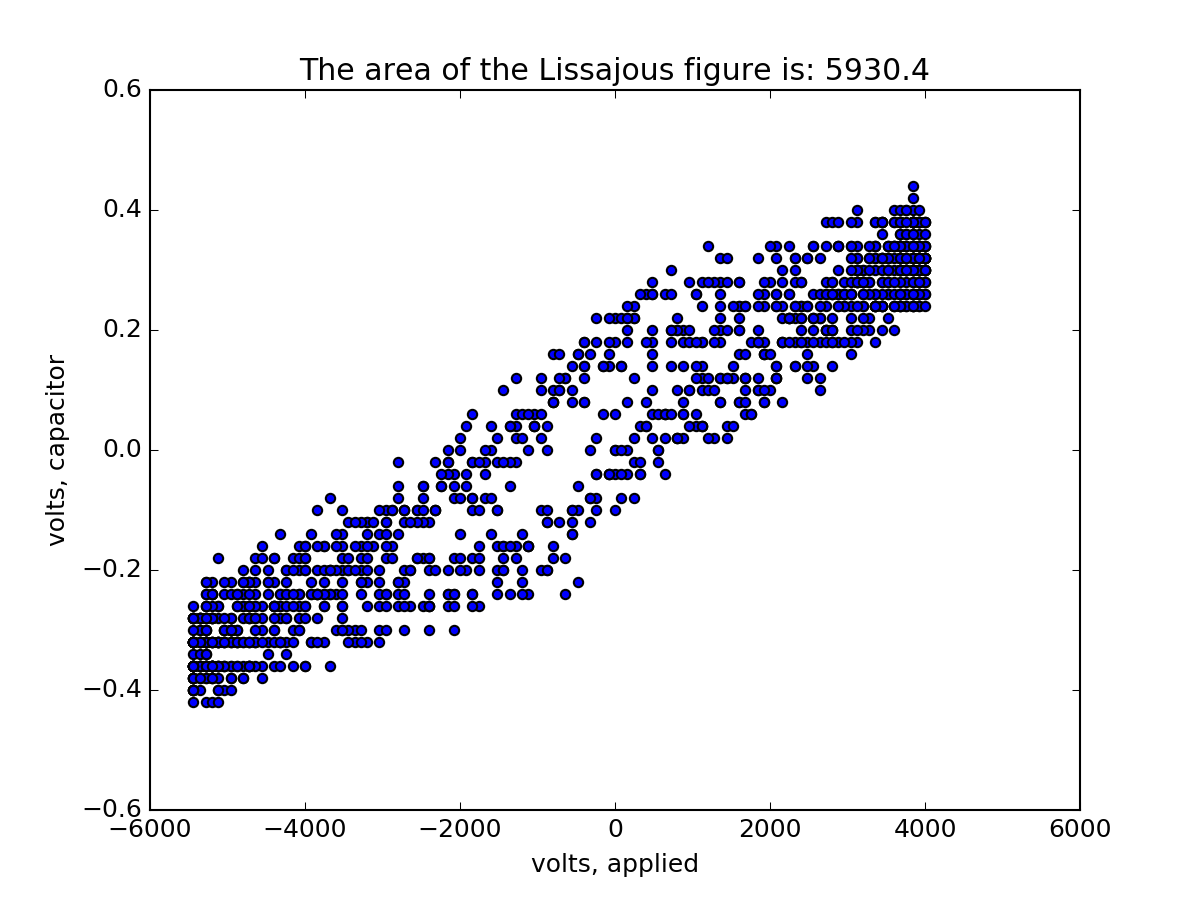 The area of the Lissajous figure is: 5930.4
0.6
0.4
0.2
0.0
−0.2
−0.4
−0.6
volts, capacitor
−6000 −4000 −2000 0 2000 4000 6000
volts, applied